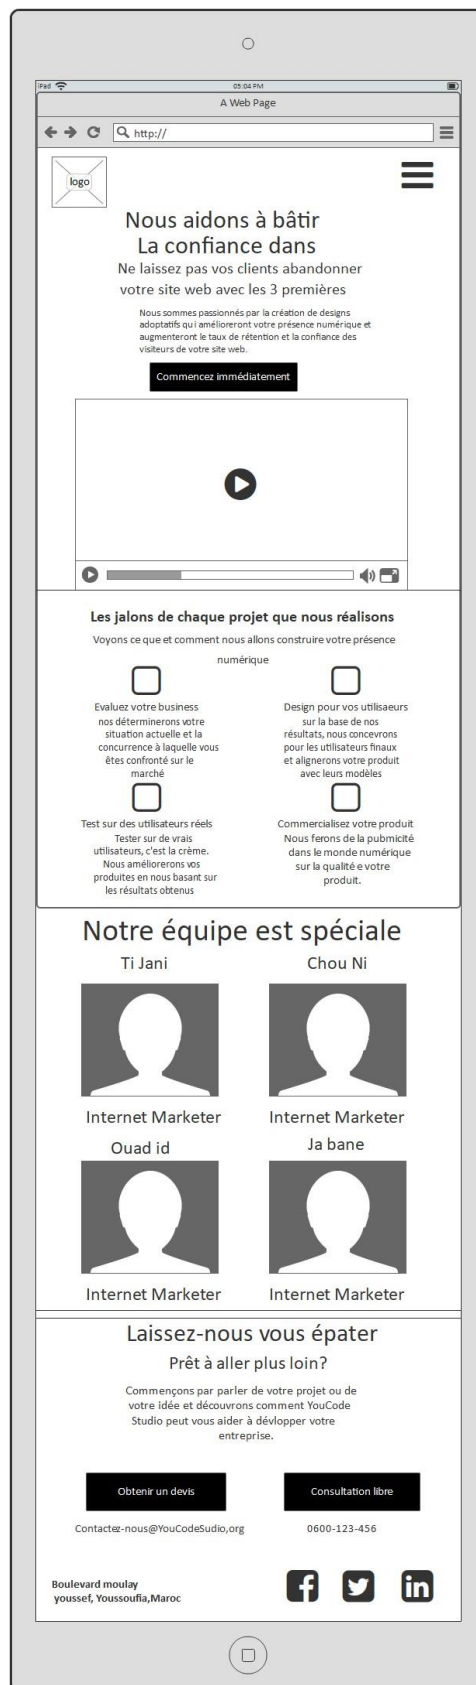 iPad 05:04 PM
A Web Page
http://
logo
Nous aidons à bâtir
La confiance dans
Ne laissez pas vos clients abandonner
votre site web avec les 3 premières
Nous sommes passionnés par la création de designs
adoptatifs qui amélioreront votre présence numérique et
augmenteront le taux de rétention et la confiance des
visiteurs de votre site web.
Commencez immédiatement
Les jalons de chaque projet que nous réalisons
Voyons ce que et comment nous allons construire votre présence
numérique
Evaluez votre business
nos déterminerons votre
situation actuelle et la
concurrence à laquelle vous
êtes confronté sur le
marché
Design pour vos utilisaeurs
sur la base de nos
résultats, nous concevrons
pour les utilisateurs finaux
et alignerons votre produit
avec leurs modèles
Test sur des utilisateurs réels
Tester sur de vrais
utilisateurs, c'est la crème.
Nous améliorerons vos
produites en nous basant sur
les résultats obtenus
Commercialisez votre produit
Nous ferons de la pubmicité
dans le monde numérique
sur la qualité e votre
produit.
Notre équipe est spéciale
Ti Jani
Chou Ni
Internet Marketer
Internet Marketer
Ouad id
Ja bane
Internet Marketer
Internet Marketer
Laissez-nous vous épater
Prêt à aller plus loin?
Commençons par parler de votre projet ou de
votre idée et découvrons comment YouCode
Studio peut vous aider à dévlopper votre
entreprise.
Obtenir un devis
Consultation libre
Contactez-nous@YouCodeSudio,org
0600-123-456
Boulevard moulay
youssef, Youssoufia,Maroc